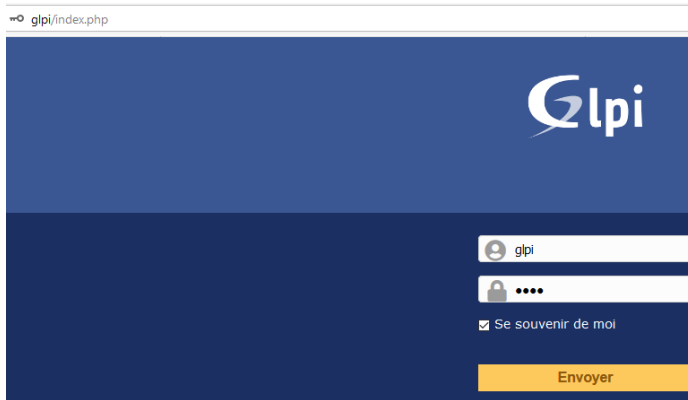 glpi/index.php
Glpi
glpi
••••
Se souvenir de moi
Envoyer